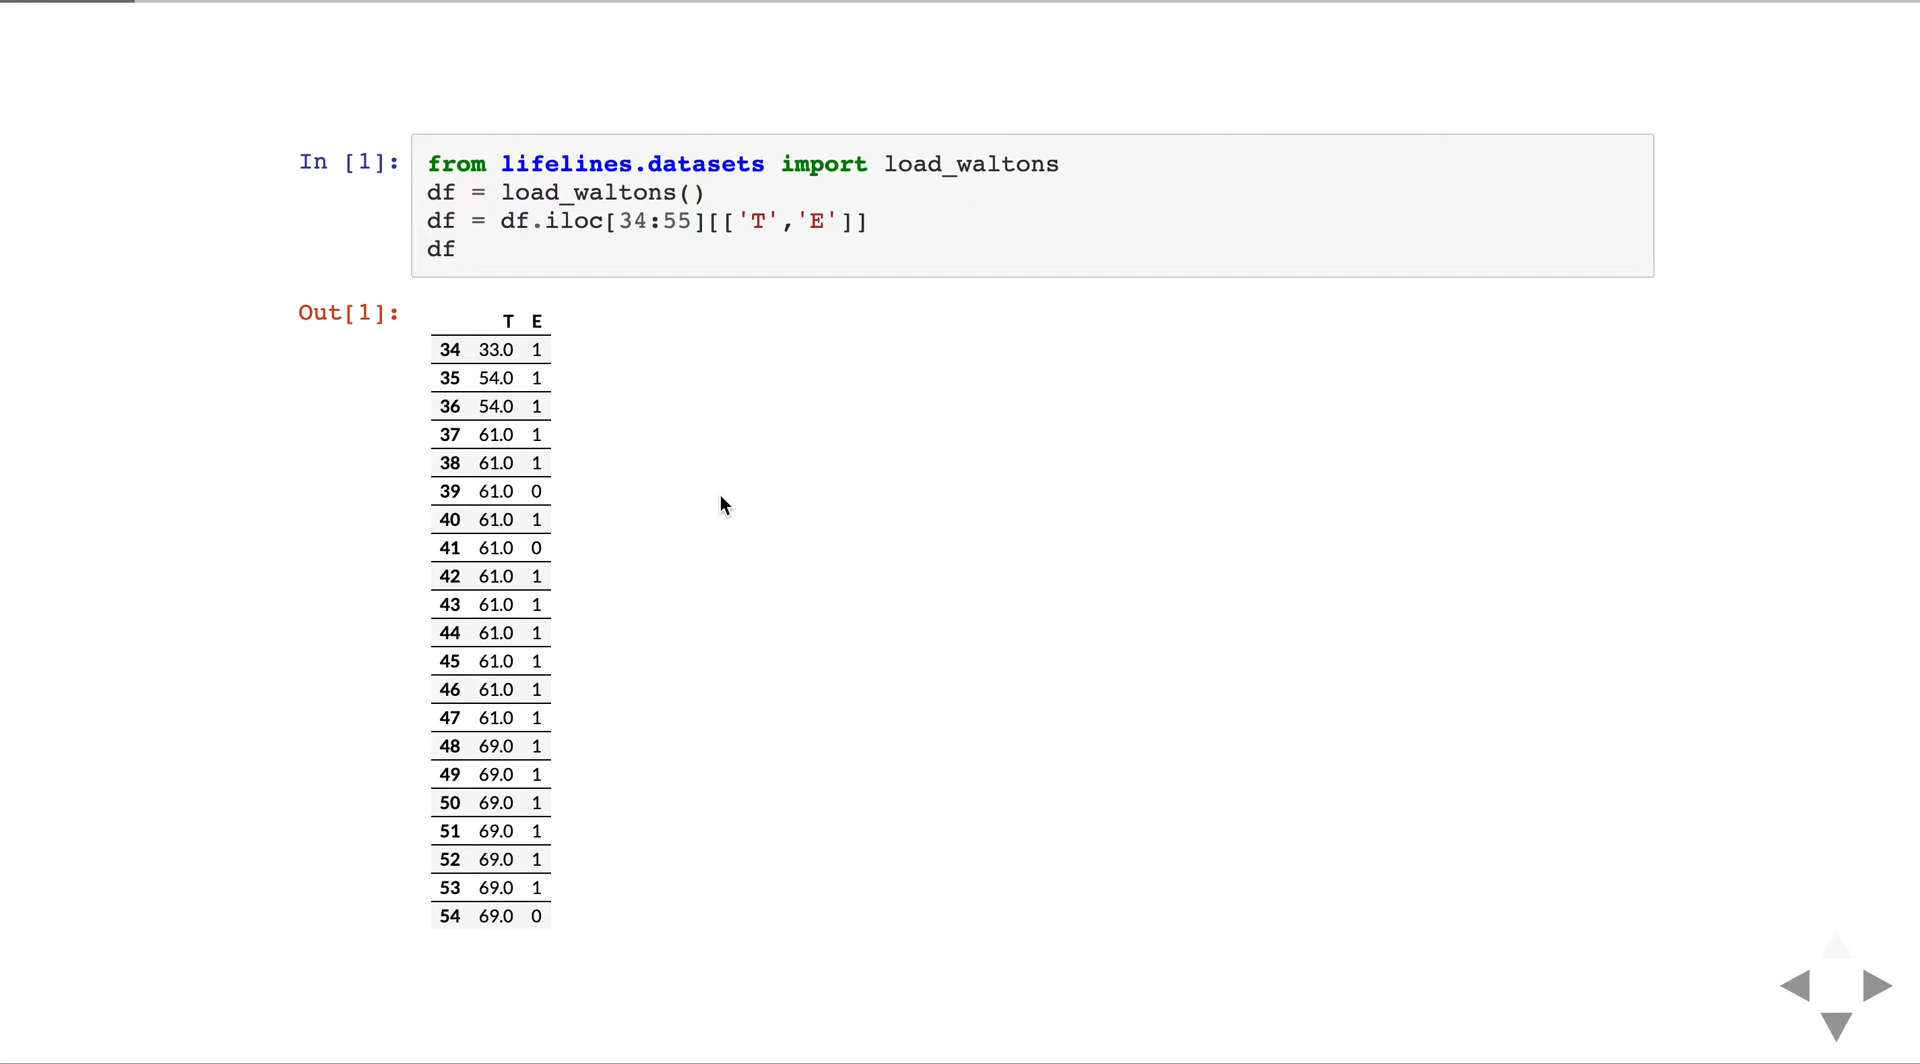 In [1]:
from lifelines.datasets import load_waltons
df = load_waltons()
df = df.iloc[34:55][['T','E']]
df
Out[1]:
T E
34 33.0 1
35 54.0 1
36 54.0 1
37 61.0 1
38 61.0 1
39 61.0 0
40 61.0 1
41 61.0 0
42 61.0 1
43 61.0 1
44 61.0 1
45 61.0 1
46 61.0 1
47 61.0 1
48 69.0 1
49 69.0 1
50 69.0 1
51 69.0 1
52 69.0 1
53 69.0 1
54 69.0 0